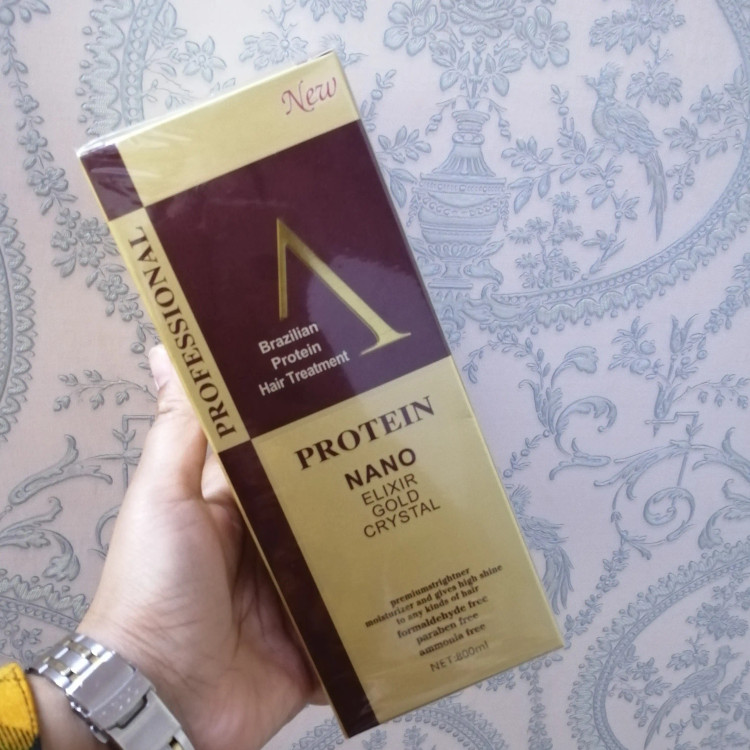 New
PROFESSIONAL
Λ
Brazilian
Protein
Hair Treatment
PROTEIN
NANO
ELIXIR
GOLD
CRYSTAL
premiumstrightner
moisturizer and gives high shine
to any kinds of hair
formaldehyde free
paraben free
ammonia free
NET:800ml